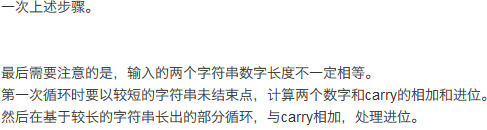 一次上述步骤。
最后需要注意的是，输入的两个字符串数字长度不一定相等。
第一次循环时要以较短的字符串未结束点，计算两个数字和carry的相加和进位。
然后在基于较长的字符串长出的部分循环，与carry相加，处理进位。